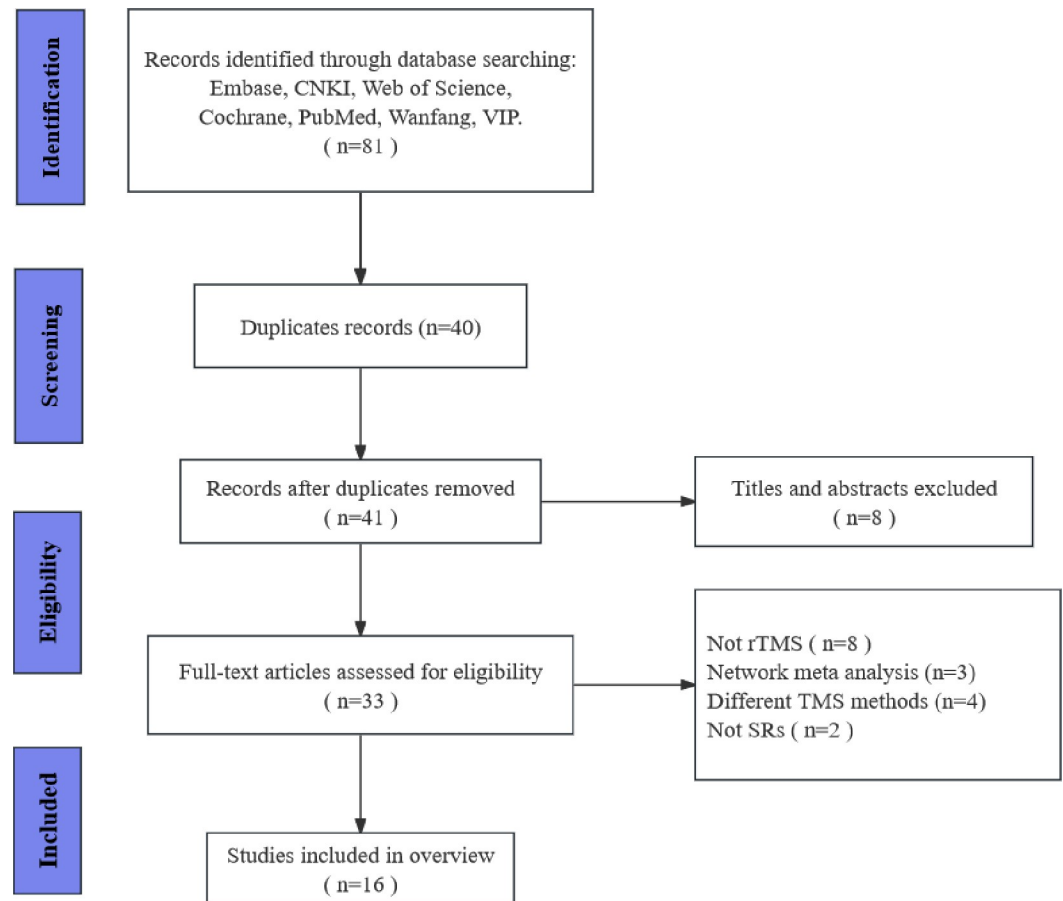 Identification
Records identified through database searching:
Embase, CNKI, Web of Science,
Cochrane, PubMed, Wanfang, VIP.
( n=81 )
Screening
Duplicates records (n=40)
Records after duplicates removed
( n=41 )
Titles and abstracts excluded
( n=8 )
Eligibility
Full-text articles assessed for eligibility
( n=33 )
Not rTMS ( n=8 )
Network meta analysis (n=3)
Different TMS methods (n=4)
Not SRs ( n=2 )
Included
Studies included in overview
( n=16 )